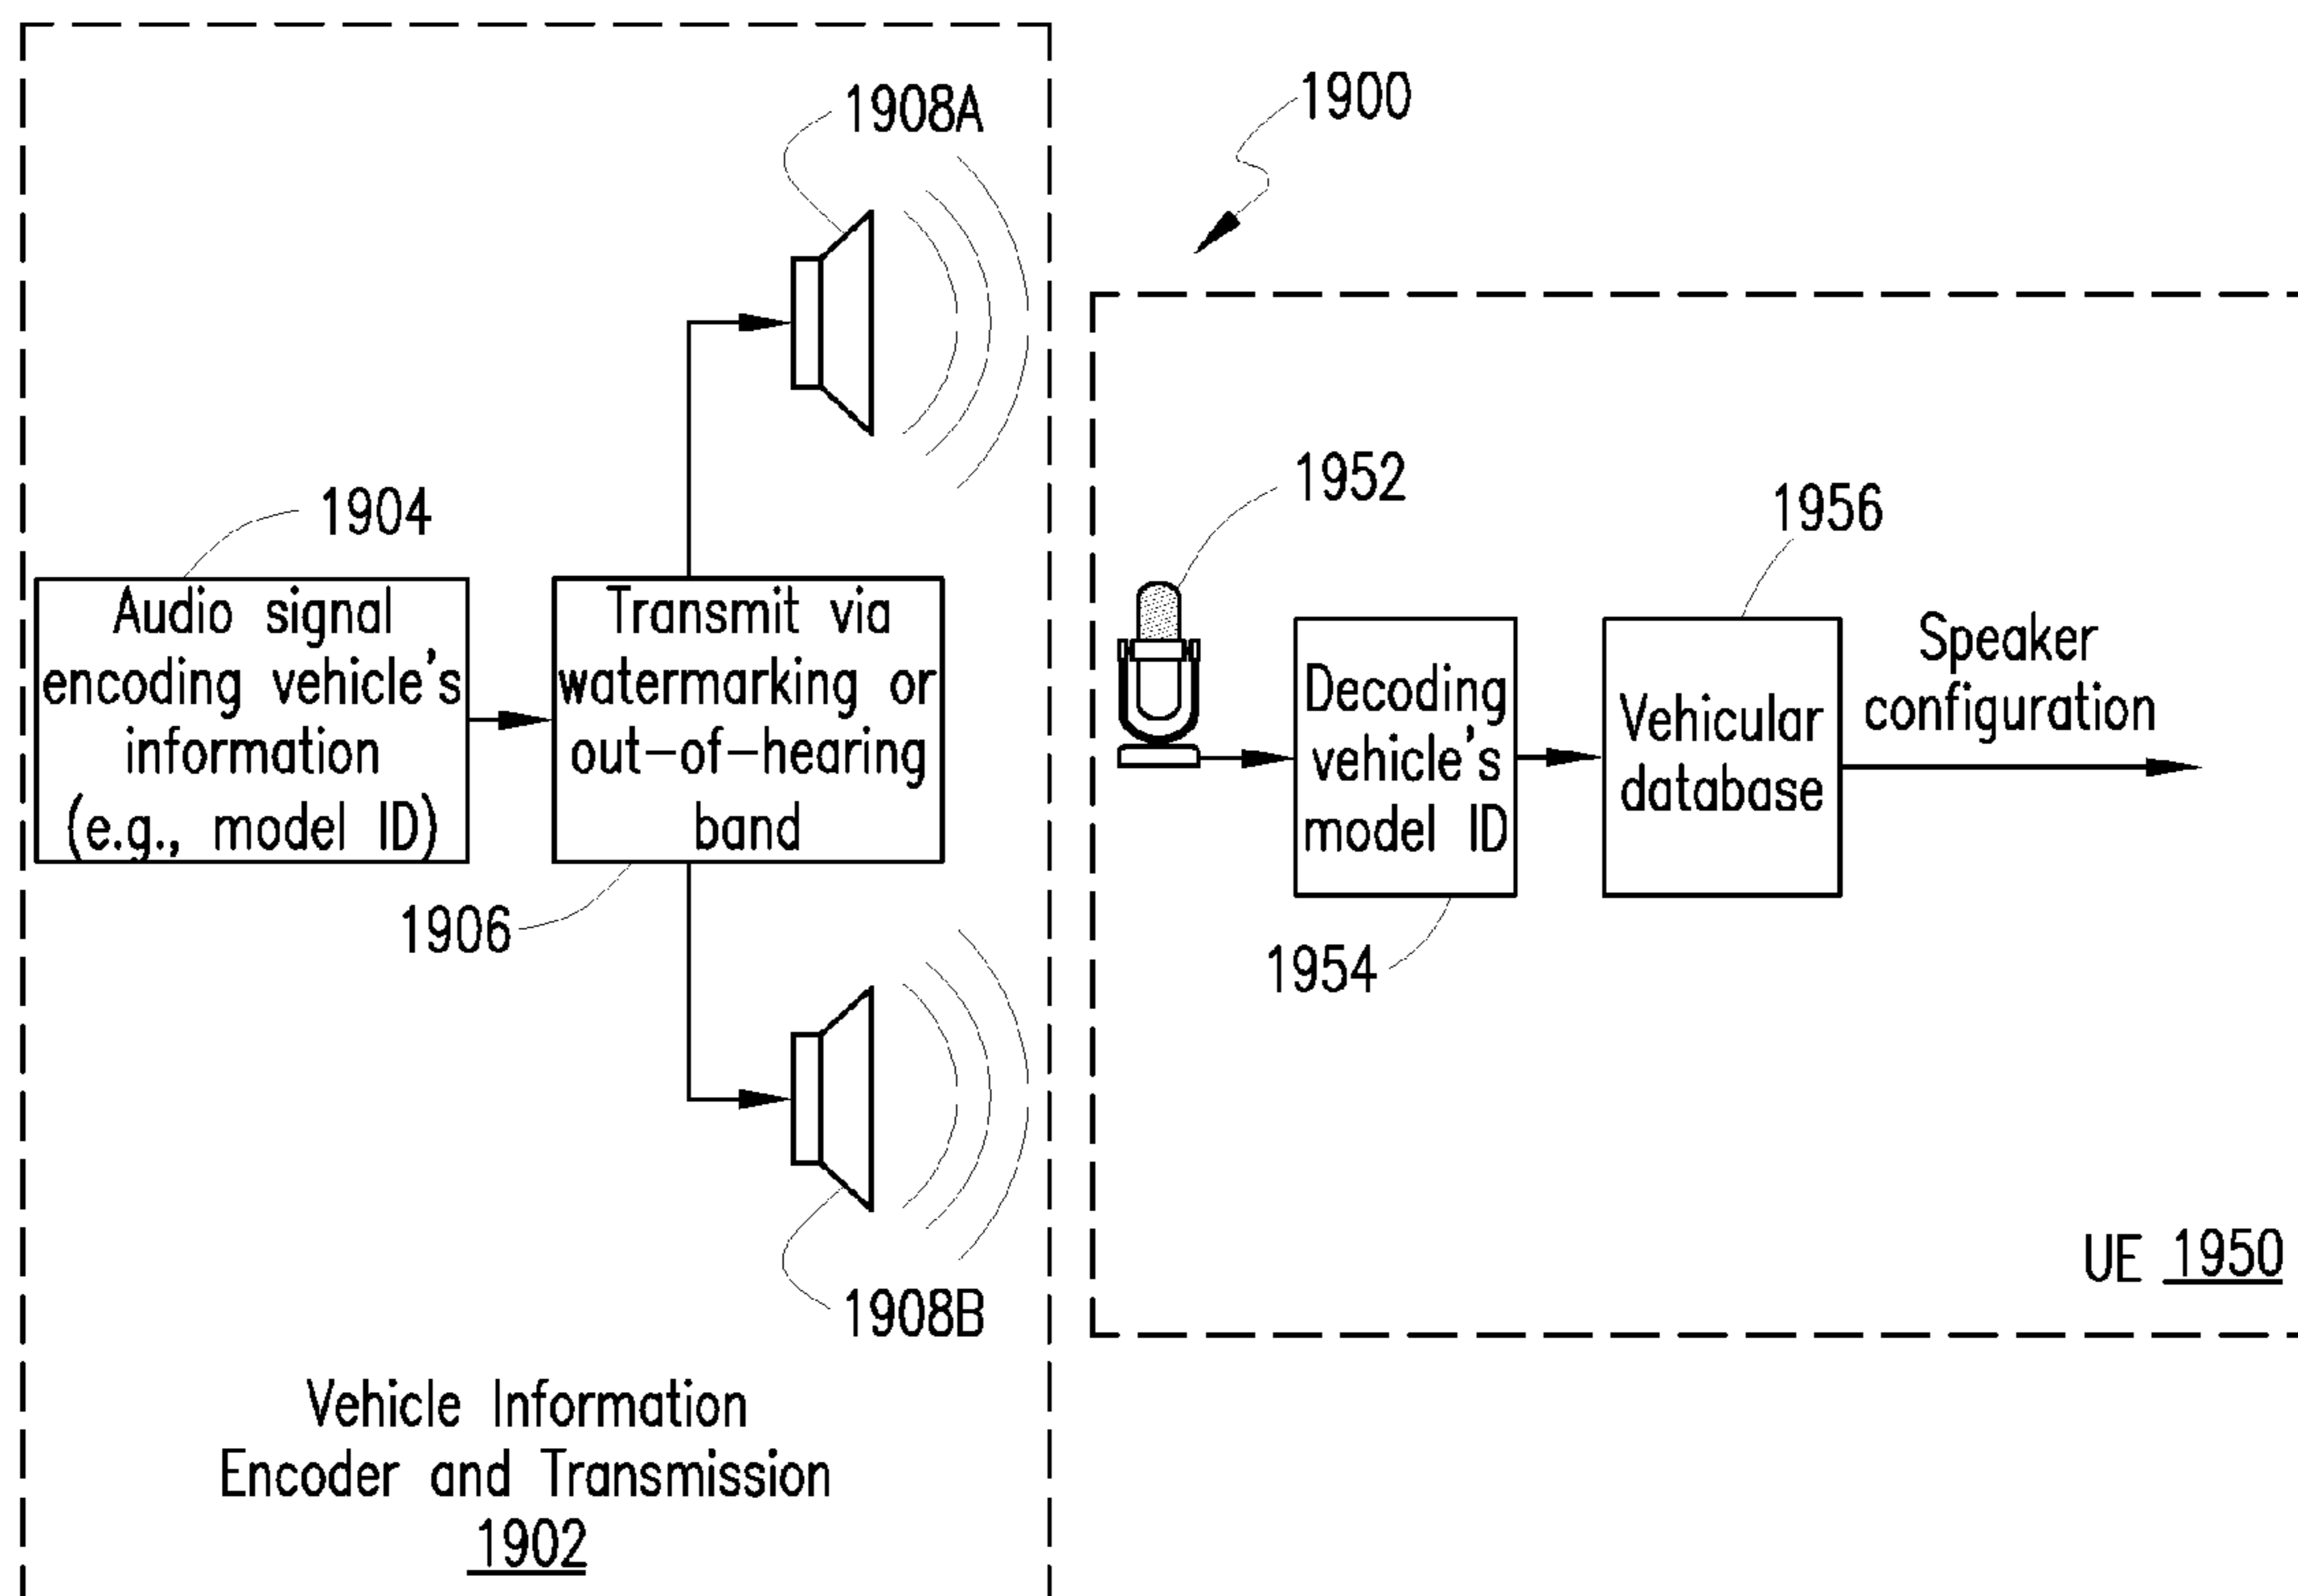 1908A
1900
1904
Audio signal
encoding vehicle's
information
(e.g., model ID)
Transmit via
watermarking or
out-of-hearing
band
1906
1908B
Vehicle Information
Encoder and Transmission
1902
1952
1956
Decoding
vehicle's
model ID
1954
Vehicular
database
Speaker
configuration
UE 1950